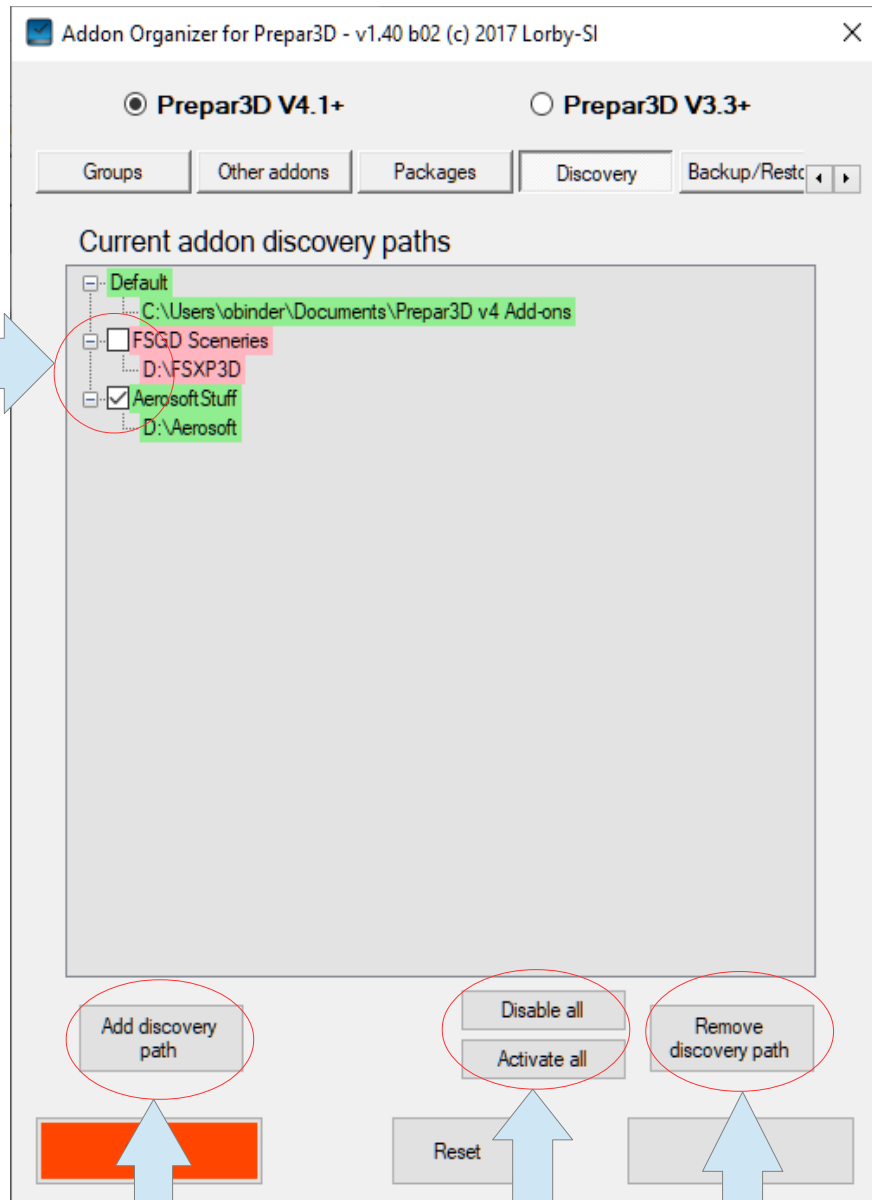 Addon Organizer for Prepar3D - v1.40 b02 (c) 2017 Lorby-SI
Prepar3D V4.1+ Prepar3D V3.3+
Groups Other addons Packages Discovery Backup/Resto
Current addon discovery paths
Default
C:\Users\obinder\Documents\Prepar3D v4 Add-ons
FSGD Sceneries
D:\FSXP3D
AerosoftStuff
D:\Aerosoft
Disable all
Add discovery path
Activate all
Remove discovery path
Reset